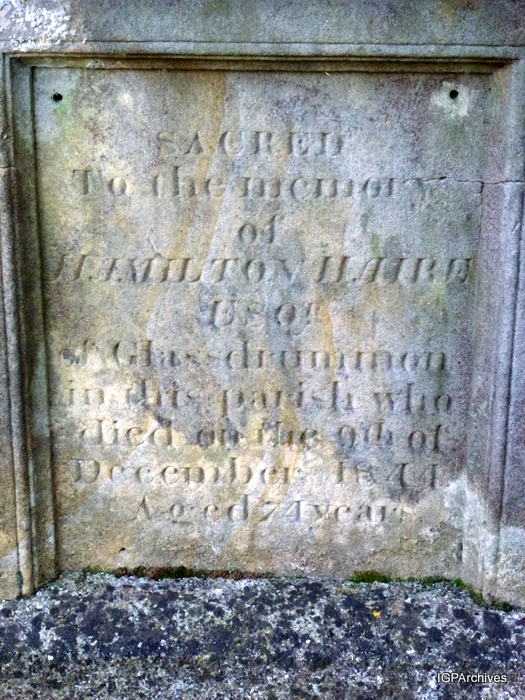 SACRED
To the memory
of
HAMILTON HAIRE
ESQR
of Glassdrummon
in this parish who
died on the 9th of
December 1841
Aged 74 years
IGPArchives